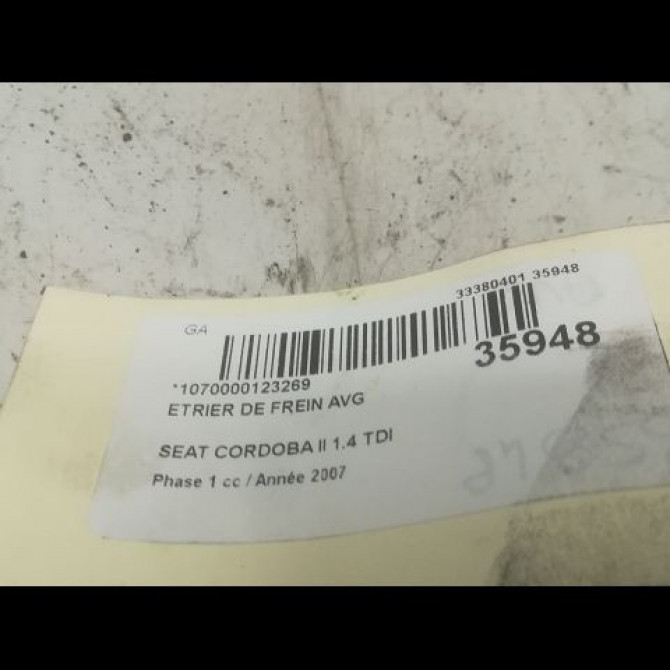 33380401 35948
GA
35948
*1070000123269
ETRIER DE FREIN AVG
SEAT CORDOBA II 1.4 TDI
Phase 1 cc / Année 2007